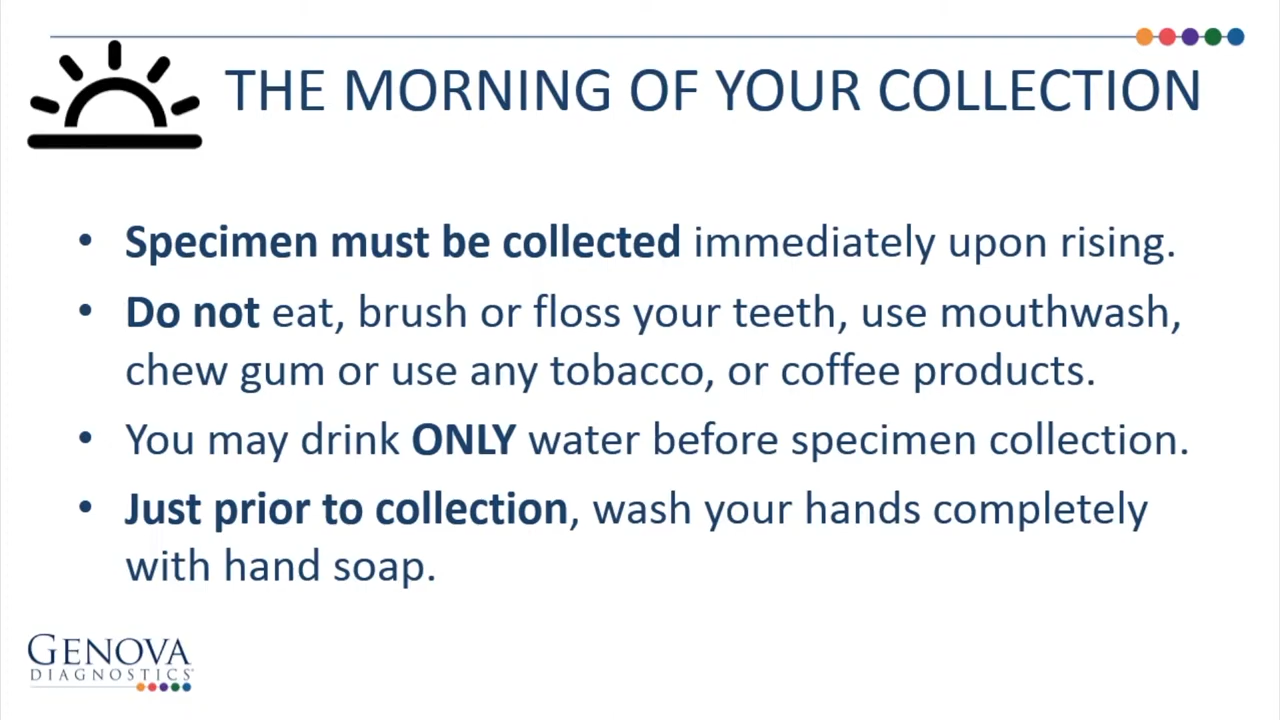 THE MORNING OF YOUR COLLECTION
• Specimen must be collected immediately upon rising.
• Do not eat, brush or floss your teeth, use mouthwash,
chew gum or use any tobacco, or coffee products.
• You may drink ONLY water before specimen collection.
• Just prior to collection, wash your hands completely
with hand soap.
GENOVA
DIAGNOSTICS